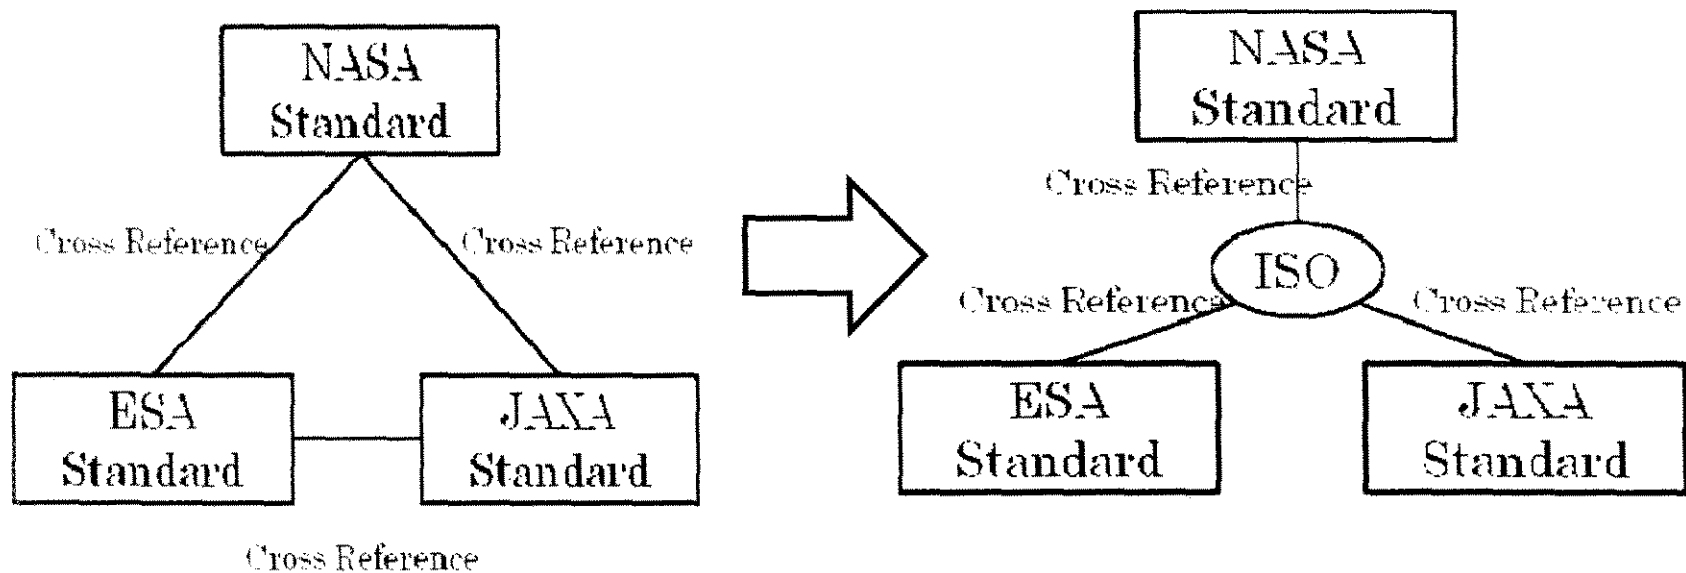 NASA
Standard
Cross Reference
Cross Reference
ESA
Standard
JAXA
Standard
Cross Reference
NASA
Standard
Cross Reference
ISO
Cross Reference
Cross Reference
ESA
Standard
JAXA
Standard